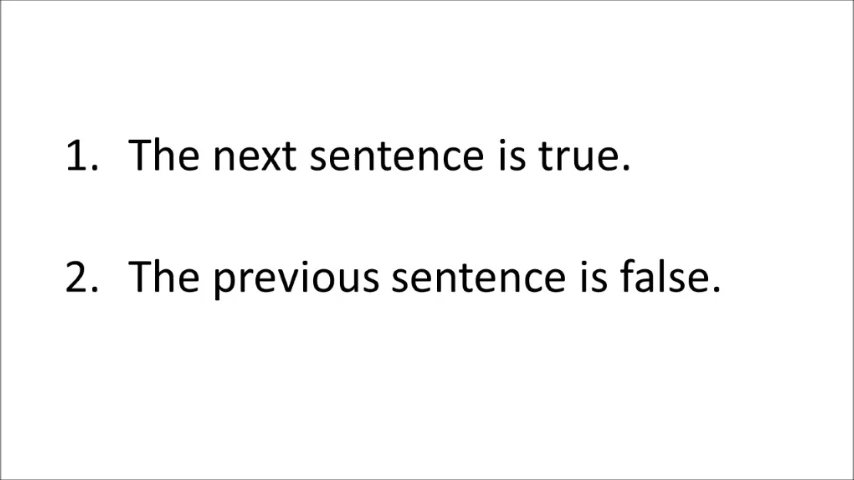 1. The next sentence is true.
2. The previous sentence is false.